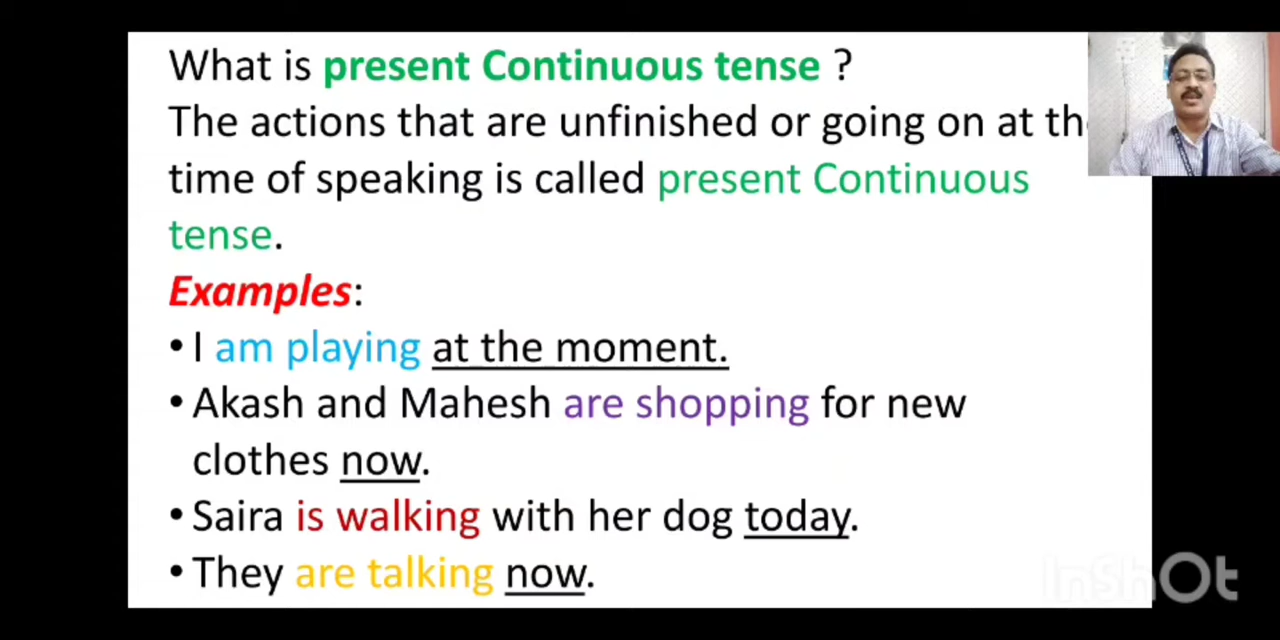 What is present Continuous tense ?
The actions that are unfinished or going on at th
time of speaking is called present Continuous
tense.
Examples:
• I am playing at the moment.
• Akash and Mahesh are shopping for new
clothes now.
• Saira is walking with her dog today.
• They are talking now.
InShOt